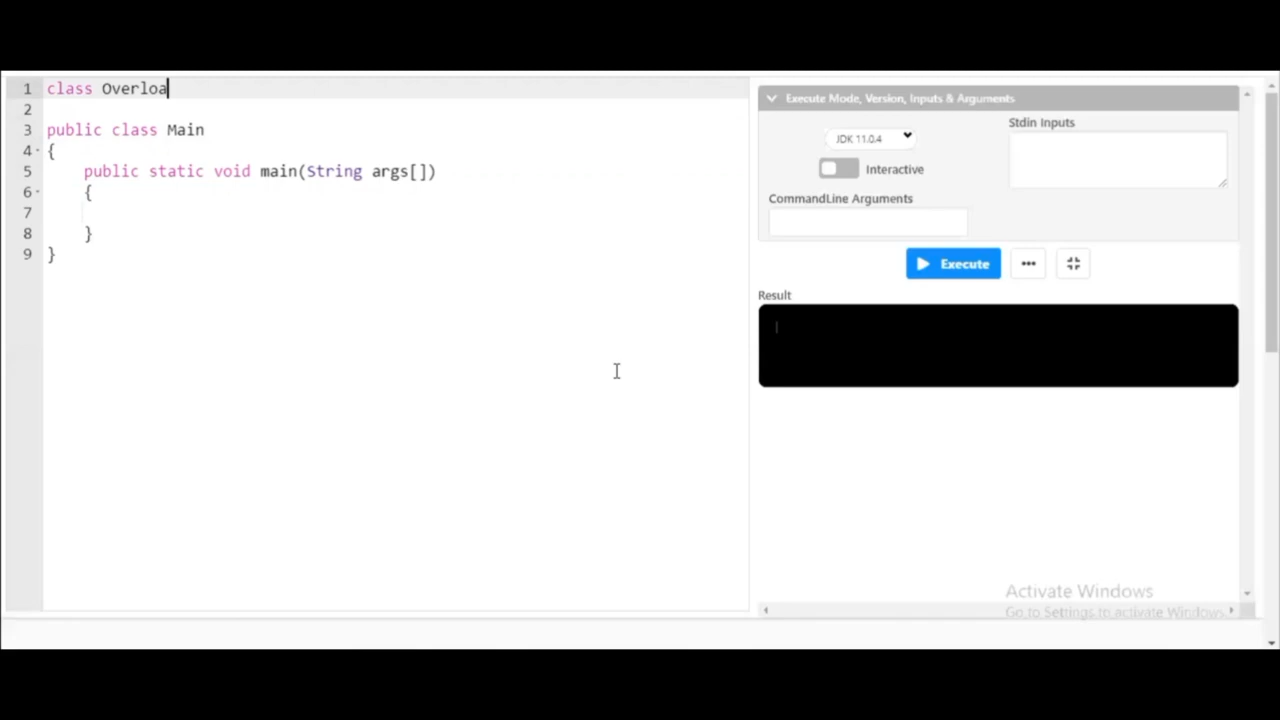 1 class Overloa
2
3 public class Main
4 {
5 public static void main(String args[])
6 {
7
8 }
9 }
Execute Mode, Version, Inputs & Arguments
JDK 11.0.4
Interactive
Stdin Inputs
CommandLine Arguments
Execute
Result
Activate Windows
Go to Settings to activate Windows.